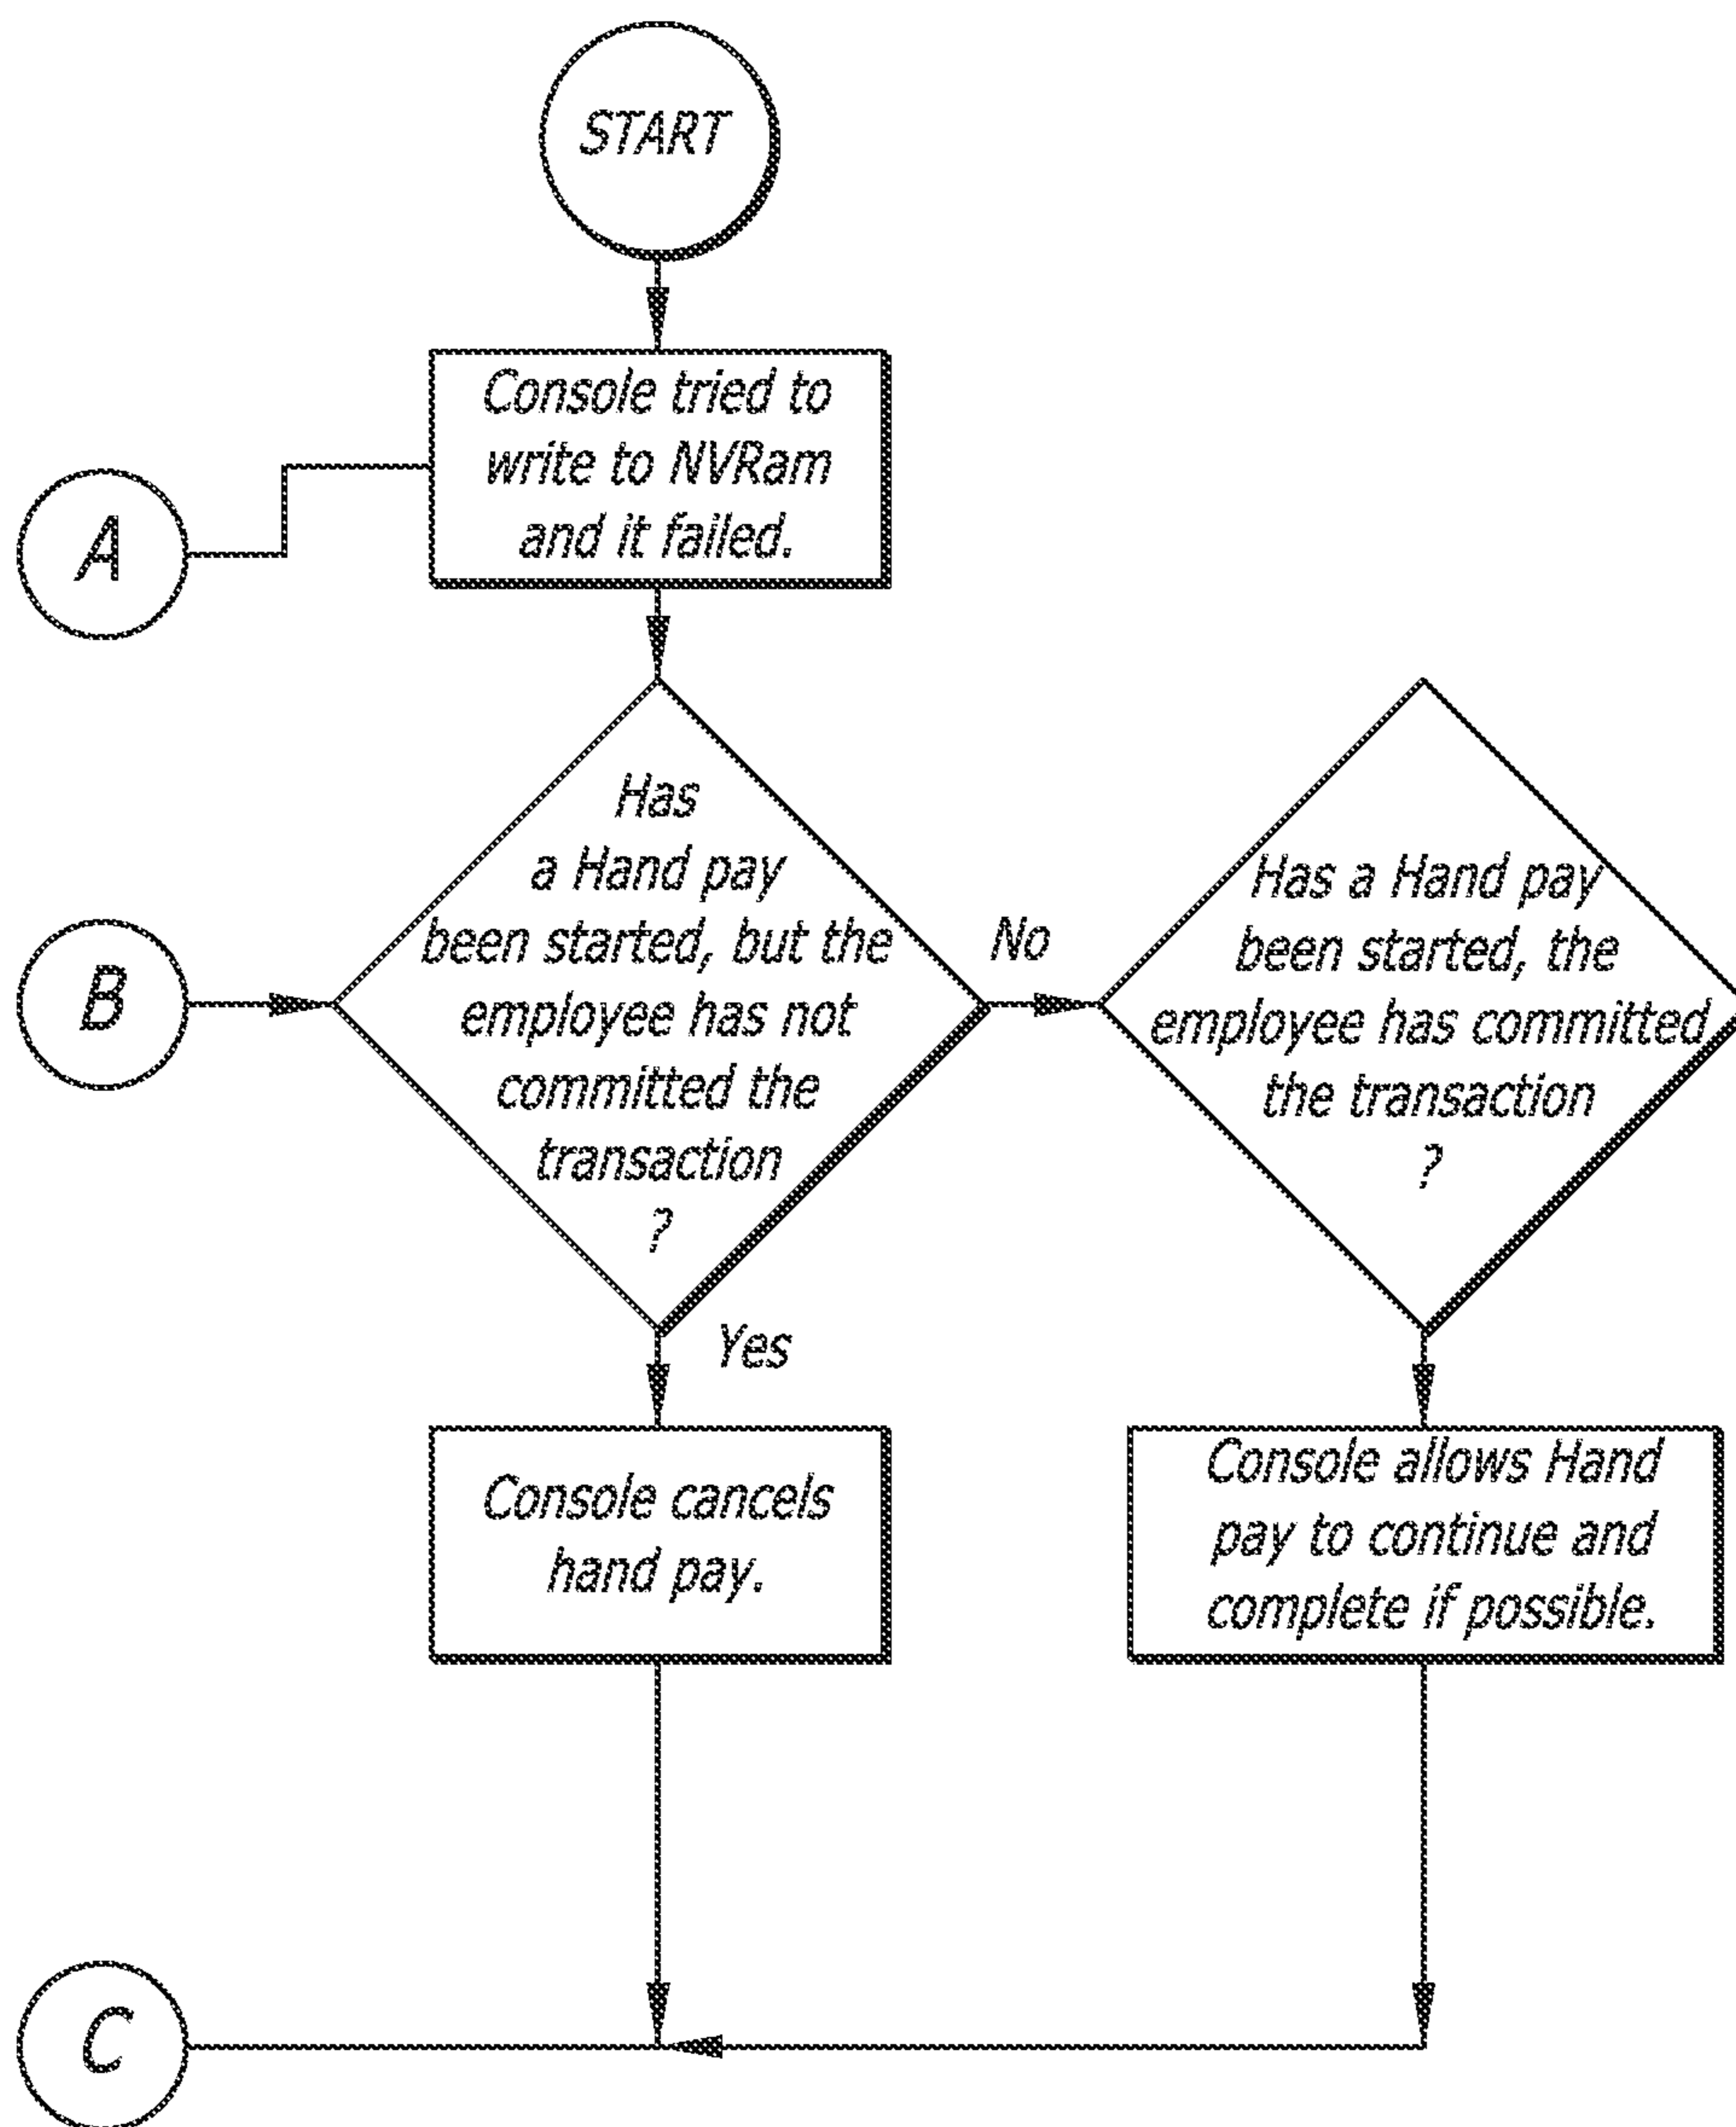 START
Console tried to
write to NVRam
and it failed.
A
Has
a Hand pay
been started, but the
employee has not
committed the
transaction
?
B
No
Has a Hand pay
been started, the
employee has committed
the transaction
?
Yes
Console cancels
hand pay.
Console allows Hand
pay to continue and
complete if possible.
C